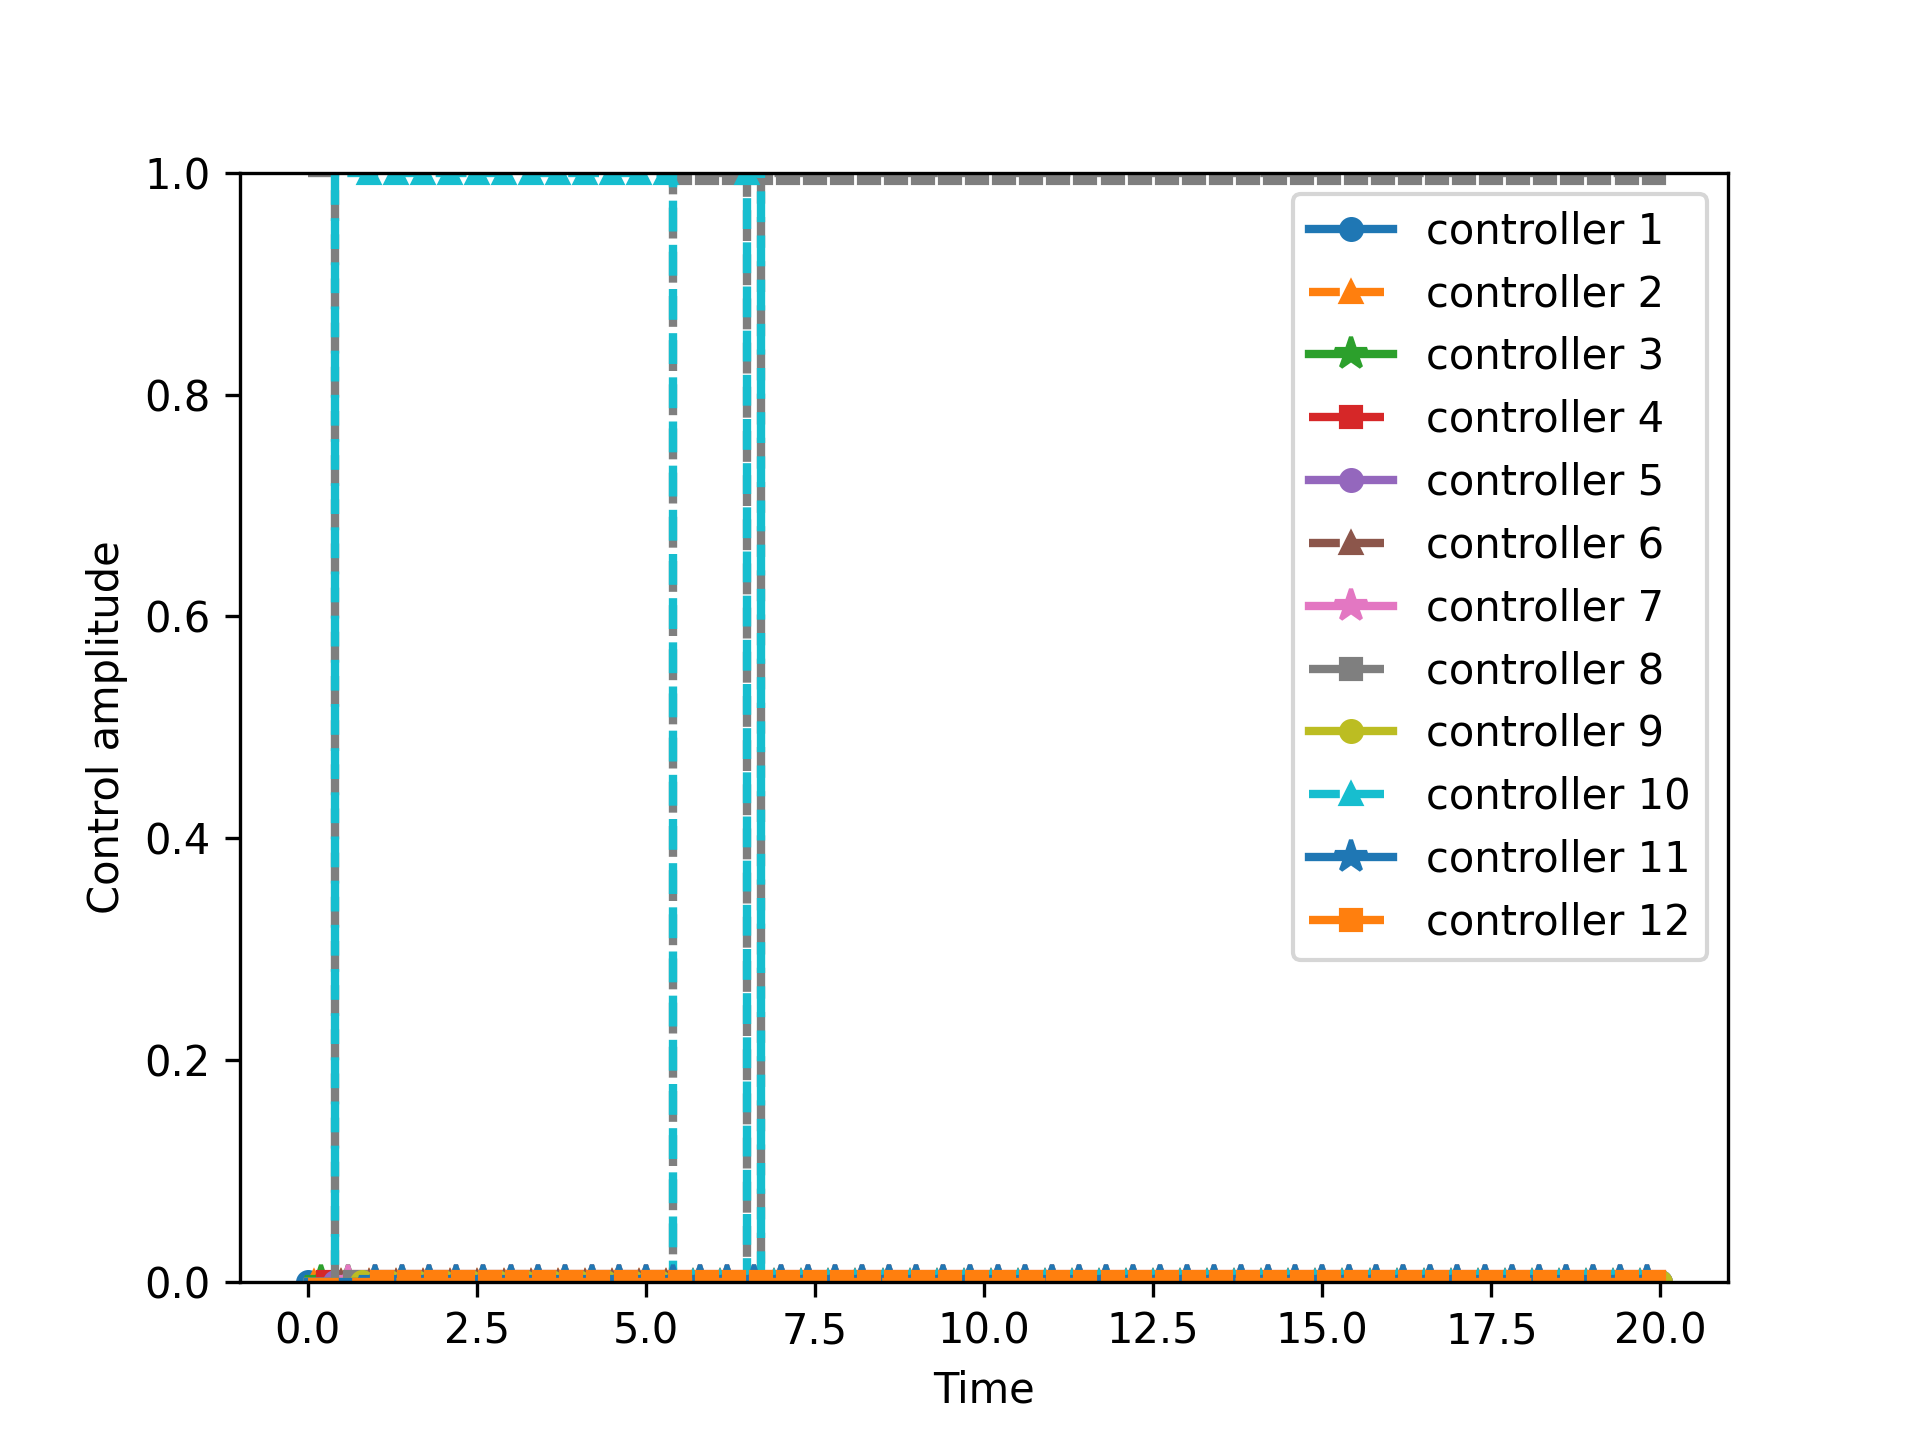 1.0
0.8
0.6
0.4
0.2
0.0
Control amplitude
controller 1
controller 2
controller 3
controller 4
controller 5
controller 6
controller 7
controller 8
controller 9
controller 10
controller 11
controller 12
0.0 2.5 5.0 7.5 10.0 12.5 15.0 17.5 20.0
Time